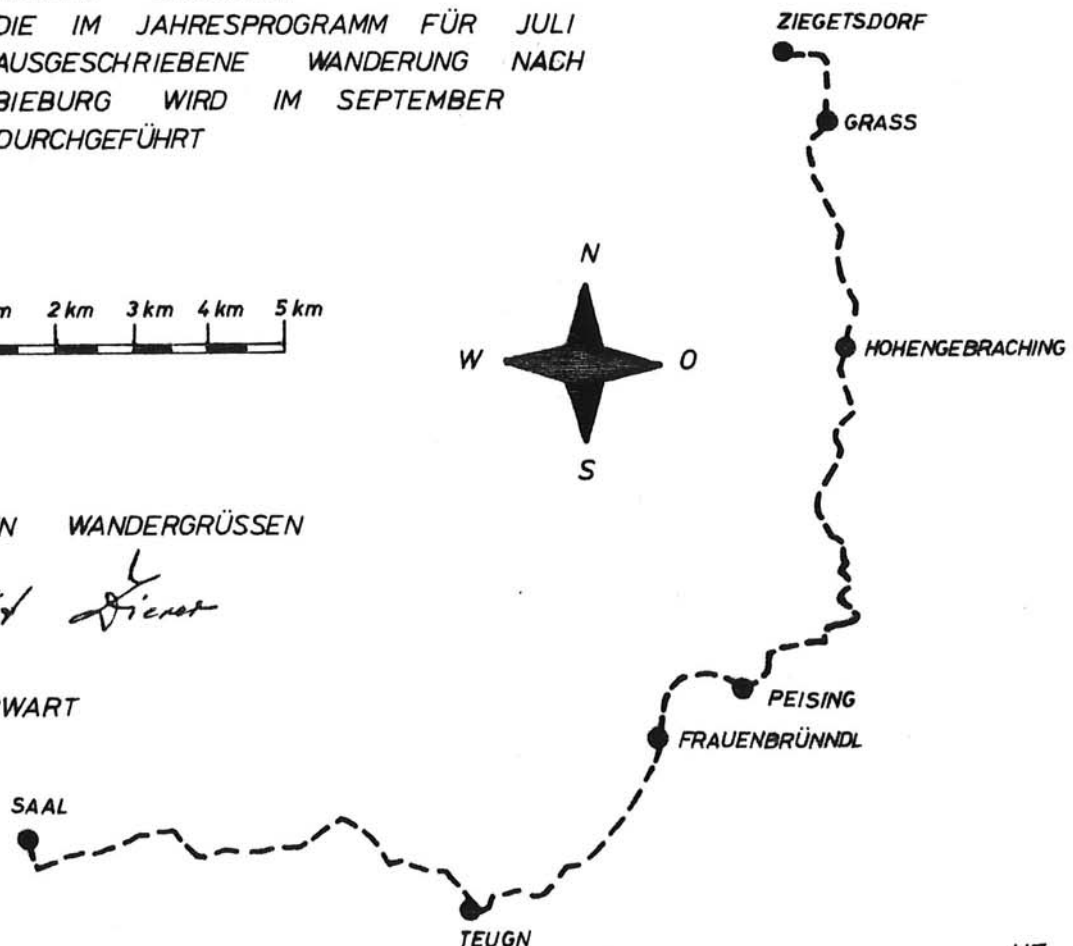 DIE IM JAHRESPROGRAMM FÜR JULI
AUSGESCHRIEBENE WANDERUNG NACH
BIEBURG WIRD IM SEPTEMBER
DURCHGEFÜHRT
ZIEGETSDORF
GRASS
2 km 3 km 4 km 5 km
N
W O
S
HOHENGEBRACHING
N WANDERGRÜSSEN
Dierer
WART
PEISING
FRAUENBRÜNNDL
SAAL
TEUGN